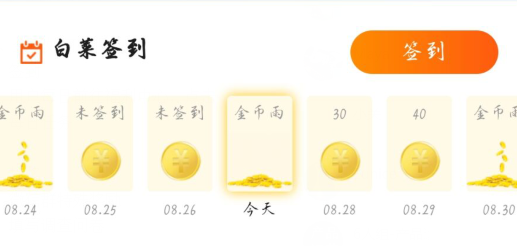 白菜签到
签到
金币雨 未签到 未签到 金币雨 30 40 金币雨
08.24 08.25 08.26 今天 08.28 08.29 08.30